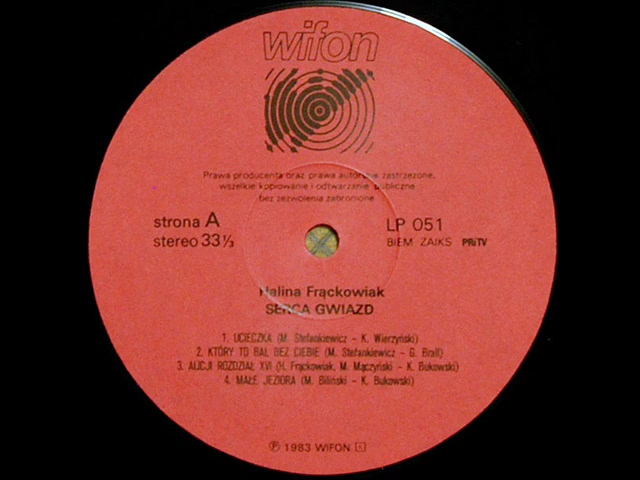 wifon
Prawa producenta oraz prawa autorskie zastrzeżone,
wszelkie kopiowanie i odtwarzanie publiczne
bez zezwolenia zabronione
strona A
LP 051
stereo 33⅓
BIEM ZAIKS PRiTV
Halina Frąckowiak
SERCA GWIAZD
1. UCIECZKA (M. Stefankiewicz – K. Wierzyński)
2. KTÓRY TO BAL BEZ CIEBIE (M. Stefankiewicz – G. Brall)
3. ALICJI ROZDZIAŁ XVI (H. Frąckowiak, M. Mączyński – K. Bukowski)
4. MAŁE JEZIORA (M. Biliński – K. Bukowski)
℗ 1983 WIFON